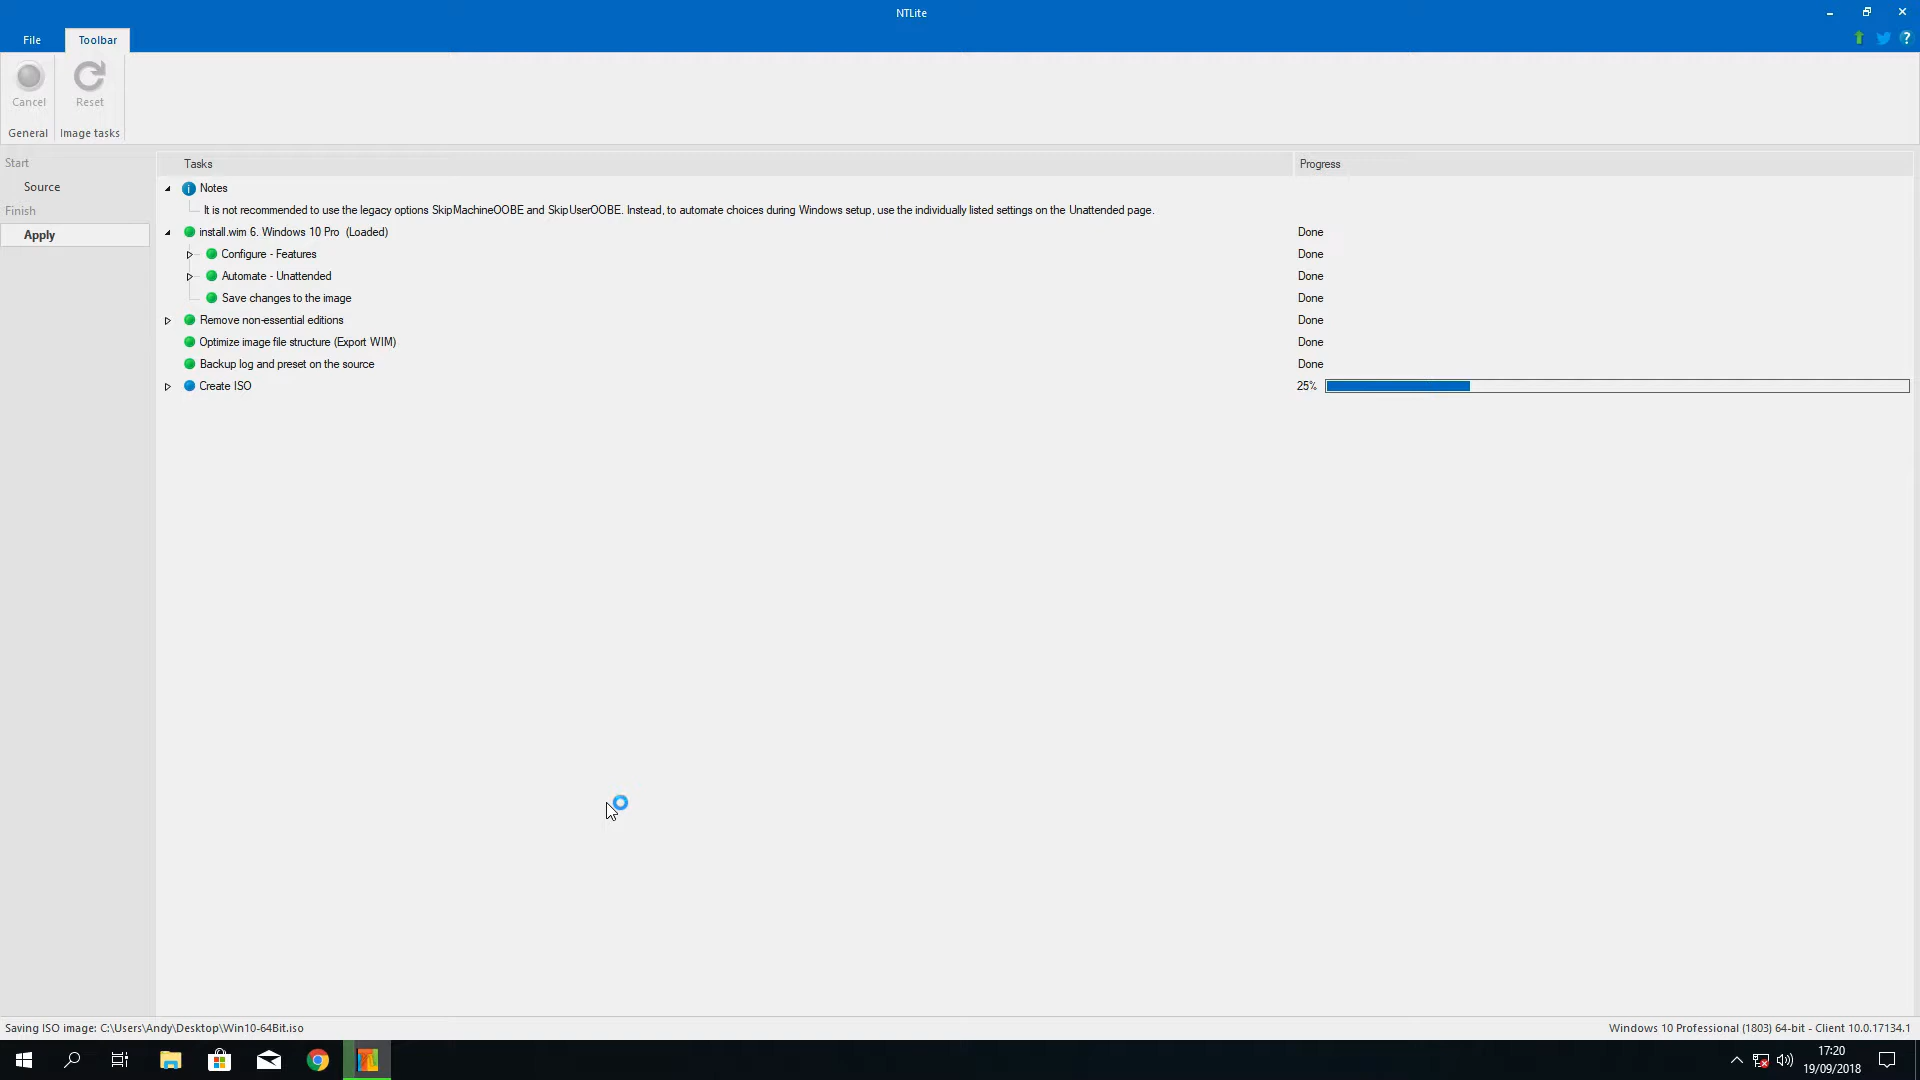 NTLite
File
Toolbar
Cancel
Reset
General
Image tasks
Start
Source
Finish
Apply
Tasks
Progress
Notes
It is not recommended to use the legacy options SkipMachineOOBE and SkipUserOOBE. Instead, to automate choices during Windows setup, use the individually listed settings on the Unattended page.
install.wim 6. Windows 10 Pro (Loaded)
Done
Configure - Features
Done
Automate - Unattended
Done
Save changes to the image
Done
Remove non-essential editions
Done
Optimize image file structure (Export WIM)
Done
Backup log and preset on the source
Done
Create ISO
25%
Saving ISO image: C:\Users\Andy\Desktop\Win10-64Bit.iso
Windows 10 Professional (1803) 64-bit - Client 10.0.17134.1
17:20
19/09/2018